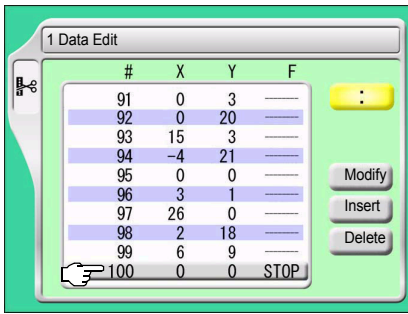 1 Data Edit
# X Y F
91 0 3 --------
:
92 0 20 --------
93 15 3 --------
94 −4 21 --------
95 0 0 --------
Modify
96 3 1 --------
97 26 0 --------
Insert
98 2 18 --------
Delete
99 6 9 --------
100 0 0 STOP